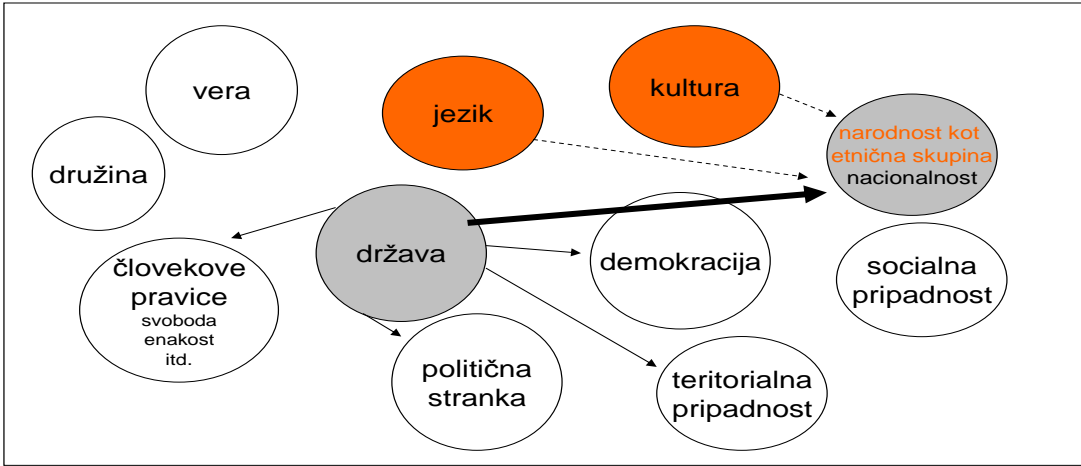 vera
jezik
kultura
narodnost kot
etnična skupina
nacionalnost
družina
država
demokracija
socialna
pripadnost
človekove
pravice
svoboda
enakost
itd.
politična
stranka
teritorialna
pripadnost